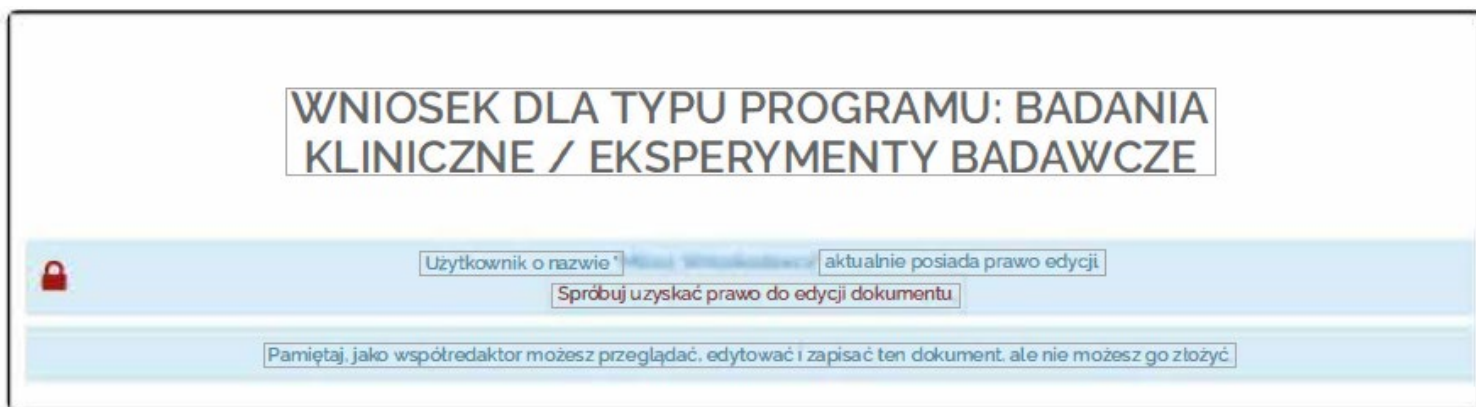 WNIOSEK DLA TYPU PROGRAMU: BADANIA
KLINICZNE / EKSPERYMENTY BADAWCZE
Użytkownik o nazwie " aktualnie posiada prawo edycji.
Spróbuj uzyskać prawo do edycji dokumentu
Pamiętaj, jako współredaktor możesz przeglądać, edytować i zapisać ten dokument, ale nie możesz go złożyć.